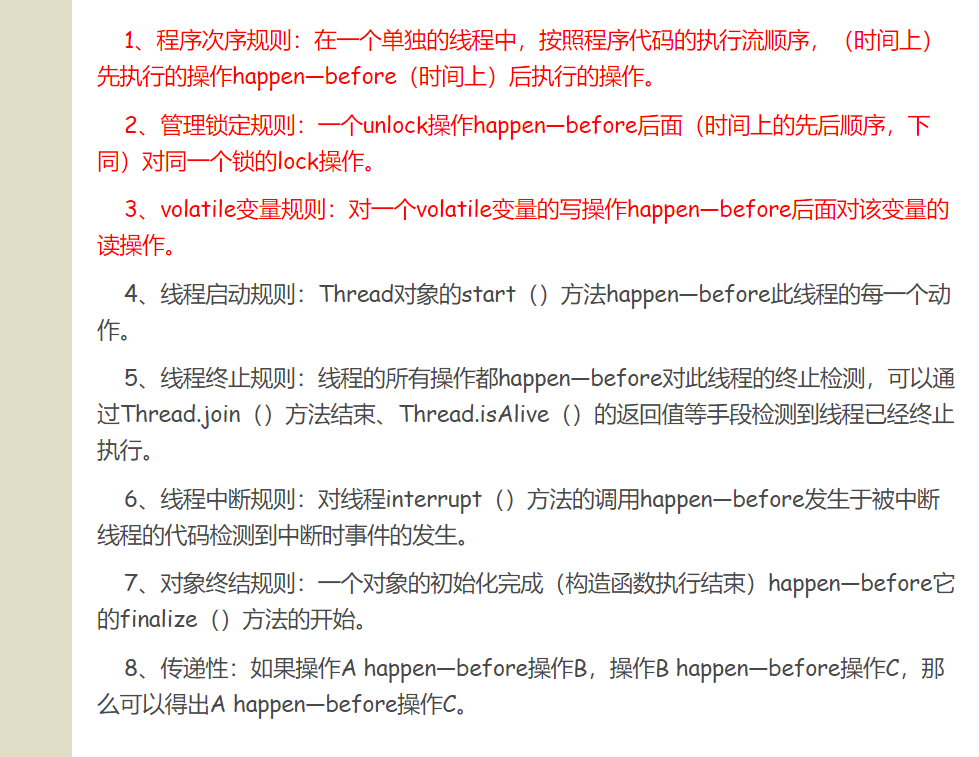 1、程序次序规则：在一个单独的线程中，按照程序代码的执行流顺序，（时间上）
先执行的操作happen—before（时间上）后执行的操作。
2、管理锁定规则：一个unlock操作happen—before后面（时间上的先后顺序，下
同）对同一个锁的lock操作。
3、volatile变量规则：对一个volatile变量的写操作happen—before后面对该变量的
读操作。
4、线程启动规则：Thread对象的start（）方法happen—before此线程的每一个动
作。
5、线程终止规则：线程的所有操作都happen—before对此线程的终止检测，可以通
过Thread.join（）方法结束、Thread.isAlive（）的返回值等手段检测到线程已经终止
执行。
6、线程中断规则：对线程interrupt（）方法的调用happen—before发生于被中断
线程的代码检测到中断时事件的发生。
7、对象终结规则：一个对象的初始化完成（构造函数执行结束）happen—before它
的finalize（）方法的开始。
8、传递性：如果操作A happen—before操作B，操作B happen—before操作C，那
么可以得出A happen—before操作C。